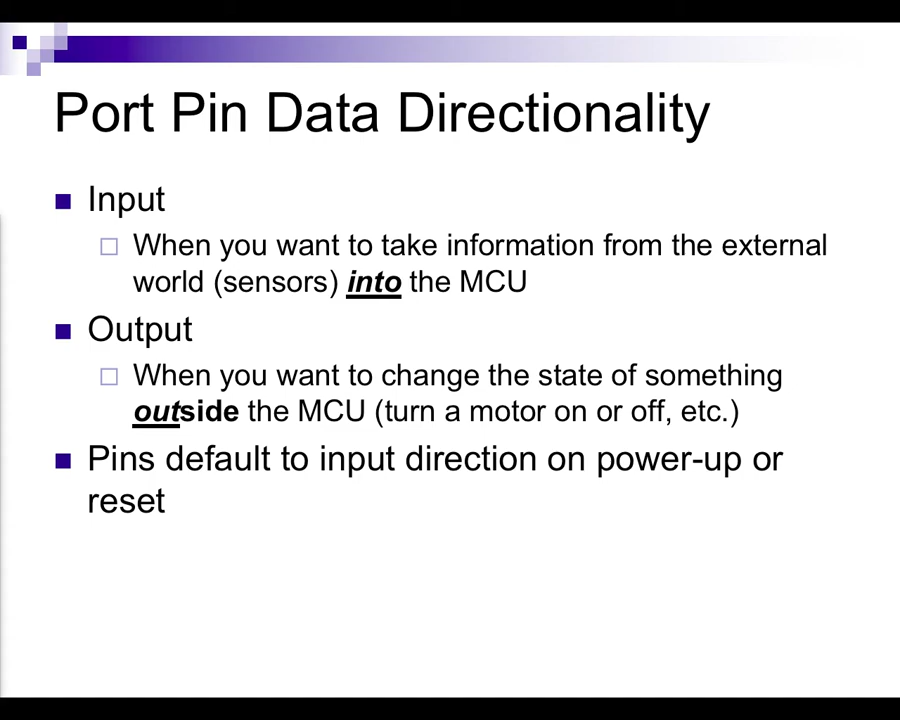 Port Pin Data Directionality
Input
When you want to take information from the external
world (sensors) into the MCU
Output
When you want to change the state of something
outside the MCU (turn a motor on or off, etc.)
Pins default to input direction on power-up or
reset